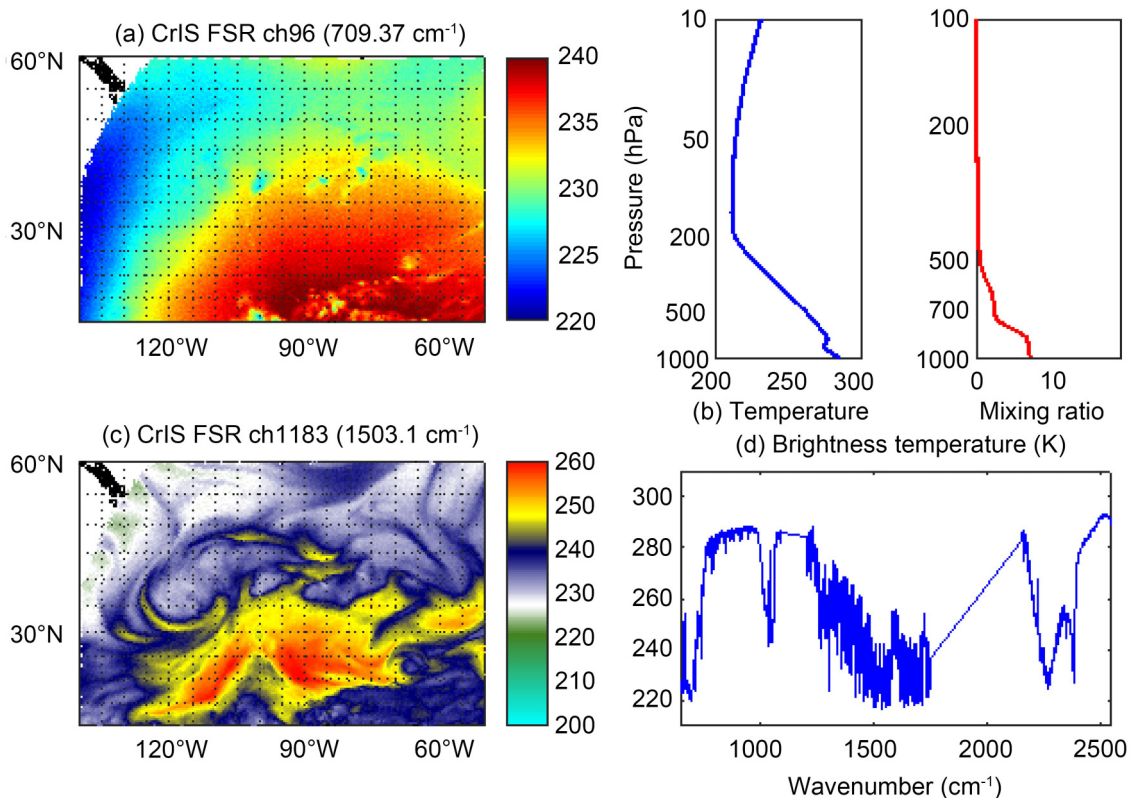 (a) CrIS FSR ch96 (709.37 cm⁻¹)
60°N
30°N
120°W 90°W 60°W
240
235
230
225
220
Pressure (hPa)
10
50
200
500
1000
200 250 300
(b) Temperature
100
200
500
700
1000
0 10
Mixing ratio
(c) CrIS FSR ch1183 (1503.1 cm⁻¹)
60°N
30°N
120°W 90°W 60°W
260
250
240
230
220
210
200
(d) Brightness temperature (K)
300
280
260
240
220
1000 1500 2000 2500
Wavenumber (cm⁻¹)